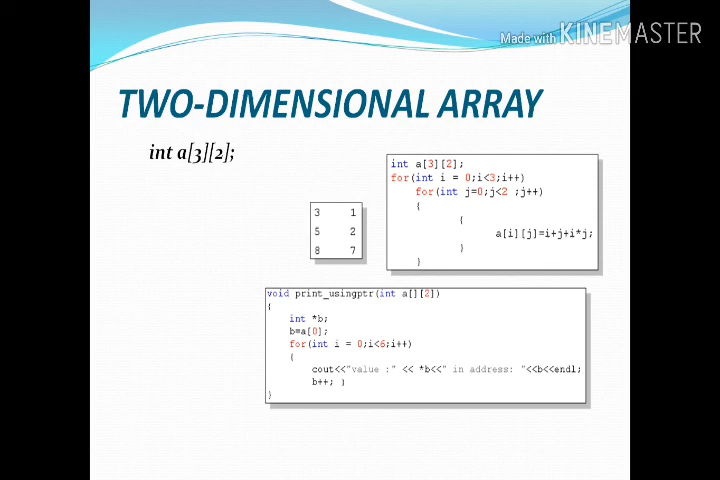 Made with KINEMASTER
TWO-DIMENSIONAL ARRAY
int a[3][2];
int a[3][2];
for(int i = 0;i<3;i++)
for(int j=0;j<2 ;j++)
{
{
a[i][j]=i+j+i*j;
}
}
3 1
5 2
8 7
void print_usingptr(int a[][2])
{
int *b;
b=a[0];
for(int i = 0;i<6;i++)
{
cout<<"value :" << *b<<" in address: "<<b<<endl;
b++; }
}